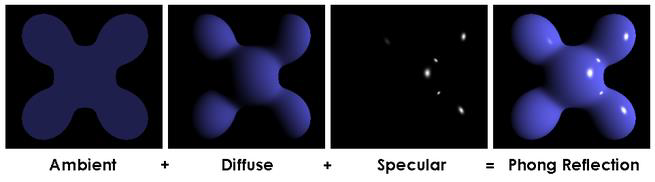 Ambient + Diffuse + Specular = Phong Reflection